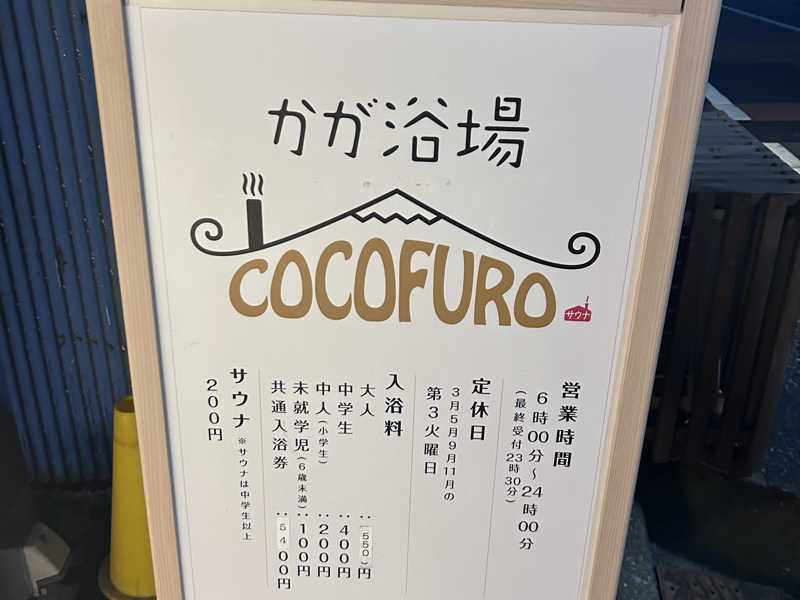 かが浴場
COCOFURO
サウナ
営業時間
6時00分〜24時00分
(最終受付23時30分)
定休日
3月5月9月11月の
第3火曜日
入浴料
大人 : 550円
中学生 : 400円
中人(小学生) : 200円
未就学児(6歳未満) : 100円
共通入浴券 : 5400円
サウナ ※サウナは中学生以上
200円